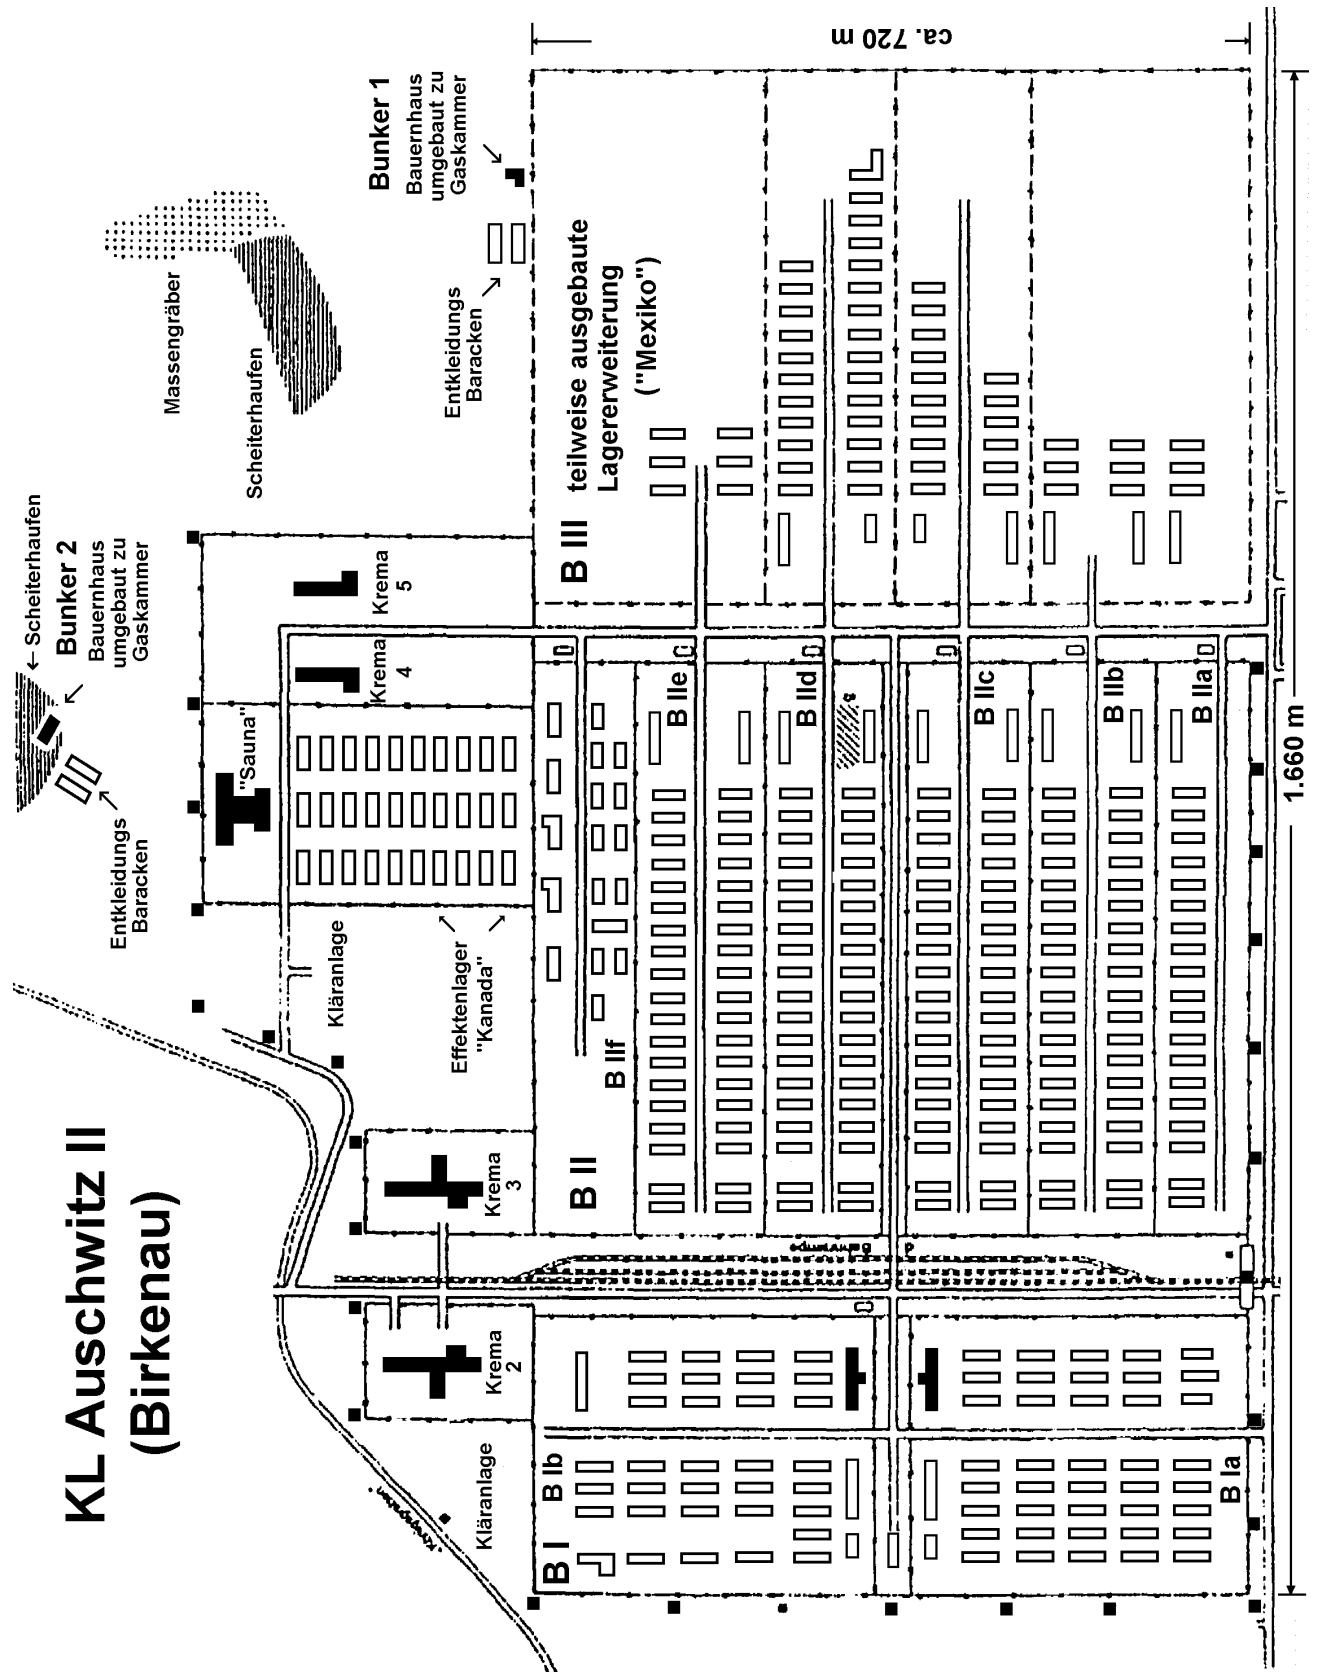 KL Auschwitz II
(Birkenau)
ca. 720 m
1.660 m
Bunker 1
Bauernhaus
umgebaut zu
Gaskammer
Massengräber
Scheiterhaufen
Entkleidungs
Baracken
teilweise ausgebaute
Lagererweiterung
("Mexiko")
B III
← Scheiterhaufen
Bunker 2
Bauernhaus
umgebaut zu
Gaskammer
Entkleidungs
Baracken
Krema
5
Krema
4
"Sauna"
Kläranlage
Effektenlager
"Kanada"
B IIf
B IIe
B IId
B IIc
B IIb
B IIa
B II
Krema
3
Krema
2
Kläranlage
B Ib
B I
B Ia